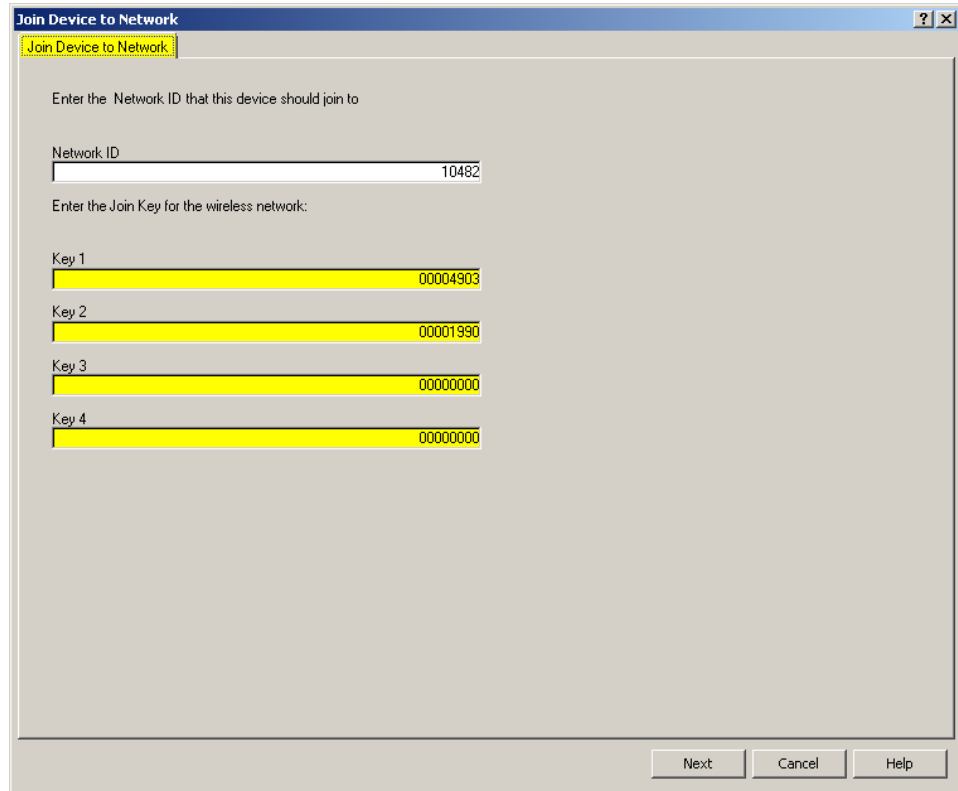 Join Device to Network
Join Device to Network
Enter the  Network ID that this device should join to
Network ID
10482
Enter the Join Key for the wireless network:
Key 1
00004903
Key 2
00001990
Key 3
00000000
Key 4
00000000
Next Cancel Help